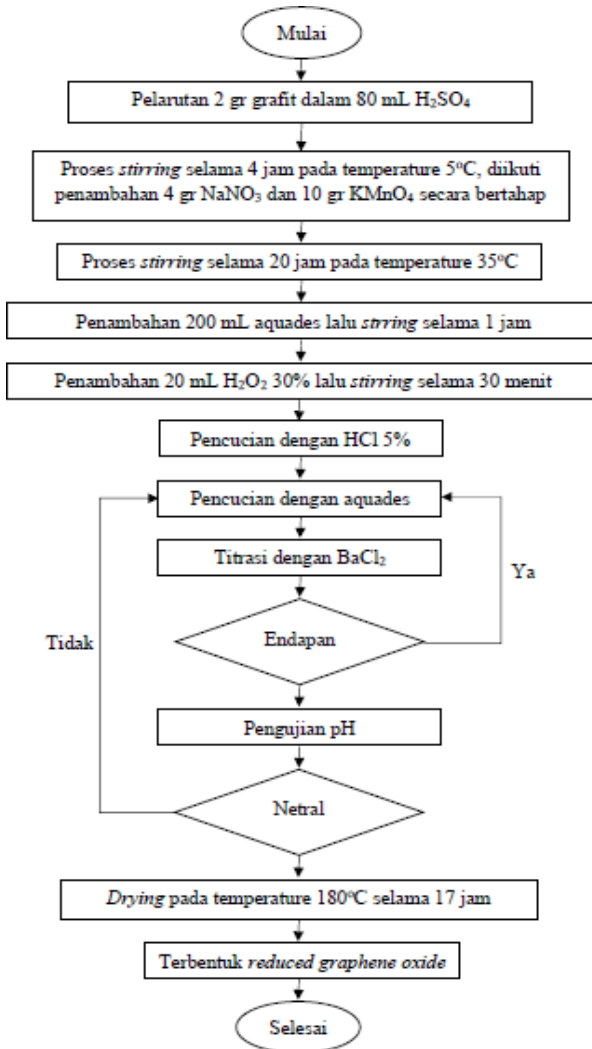 Mulai
Pelarutan 2 gr grafit dalam 80 mL H₂SO₄
Proses stirring selama 4 jam pada temperature 5°C, diikuti
penambahan 4 gr NaNO₃ dan 10 gr KMnO₄ secara bertahap
Proses stirring selama 20 jam pada temperature 35°C
Penambahan 200 mL aquades lalu strring selama 1 jam
Penambahan 20 mL H₂O₂ 30% lalu stirring selama 30 menit
Pencucian dengan HCl 5%
Pencucian dengan aquades
Titrasi dengan BaCl₂
Ya
Endapan
Tidak
Pengujian pH
Netral
Drying pada temperature 180°C selama 17 jam
Terbentuk reduced graphene oxide
Selesai